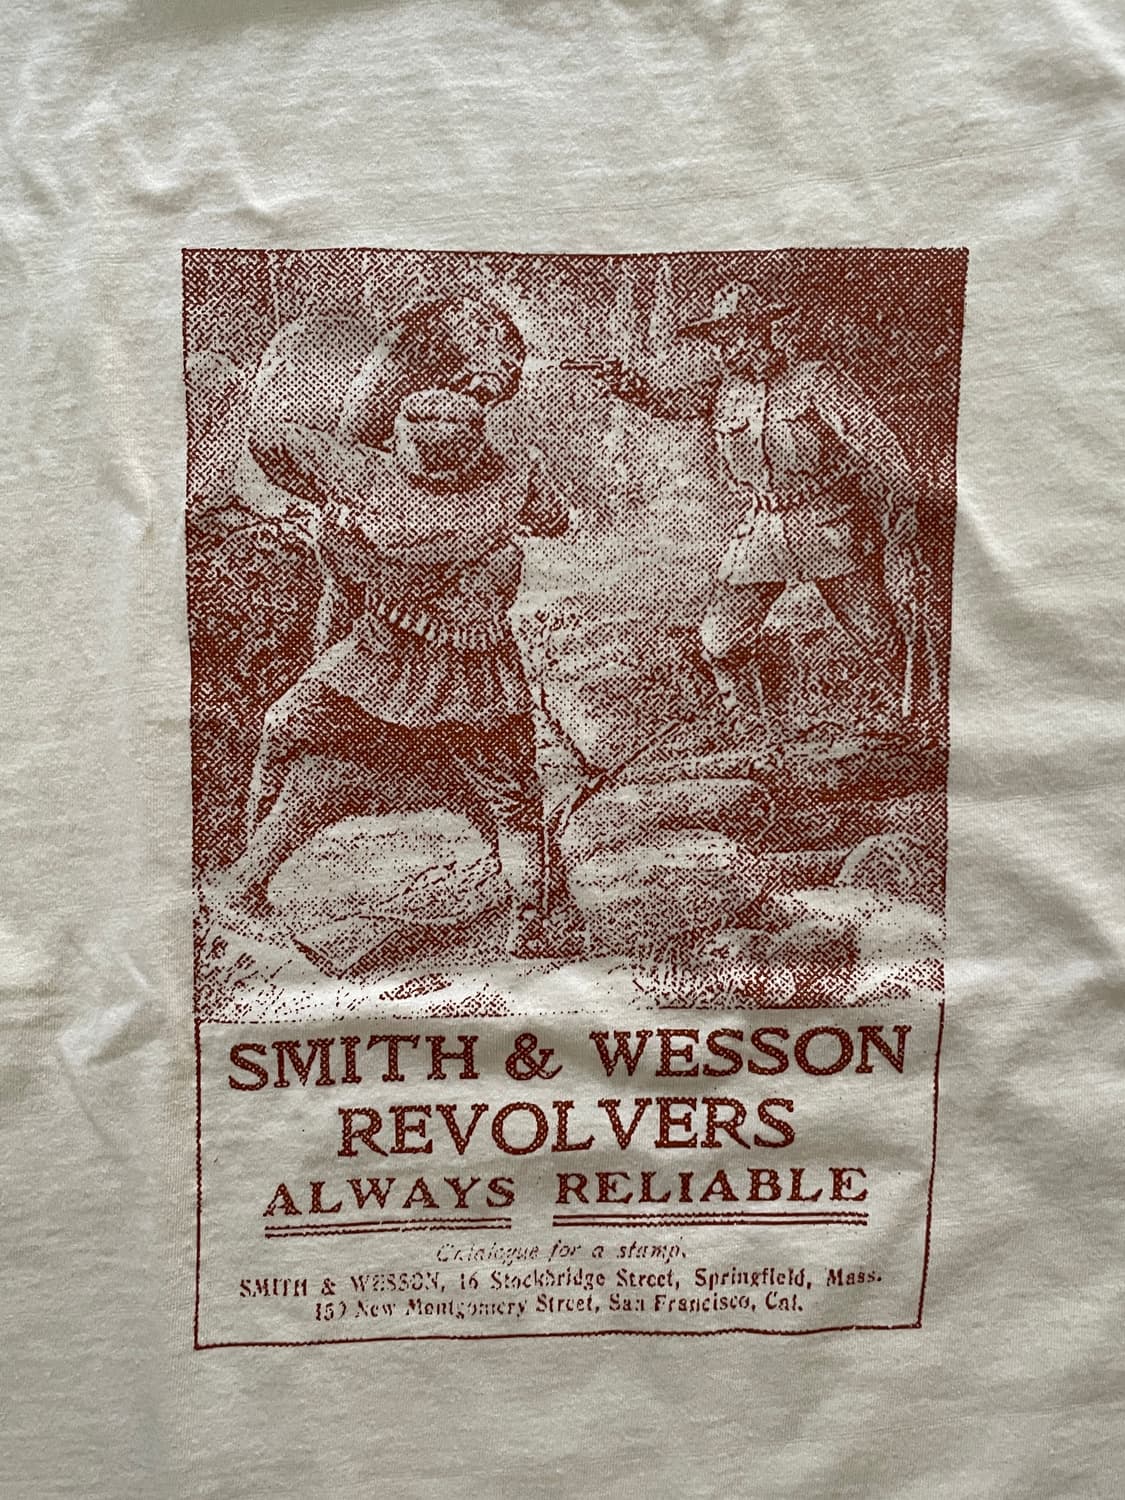 SMITH & WESSON
REVOLVERS
ALWAYS RELIABLE
Catalogue for a stamp.
SMITH & WESSON, 16 Stockbridge Street, Springfield, Mass.
New Montgomery Street, San Francisco, Cal.